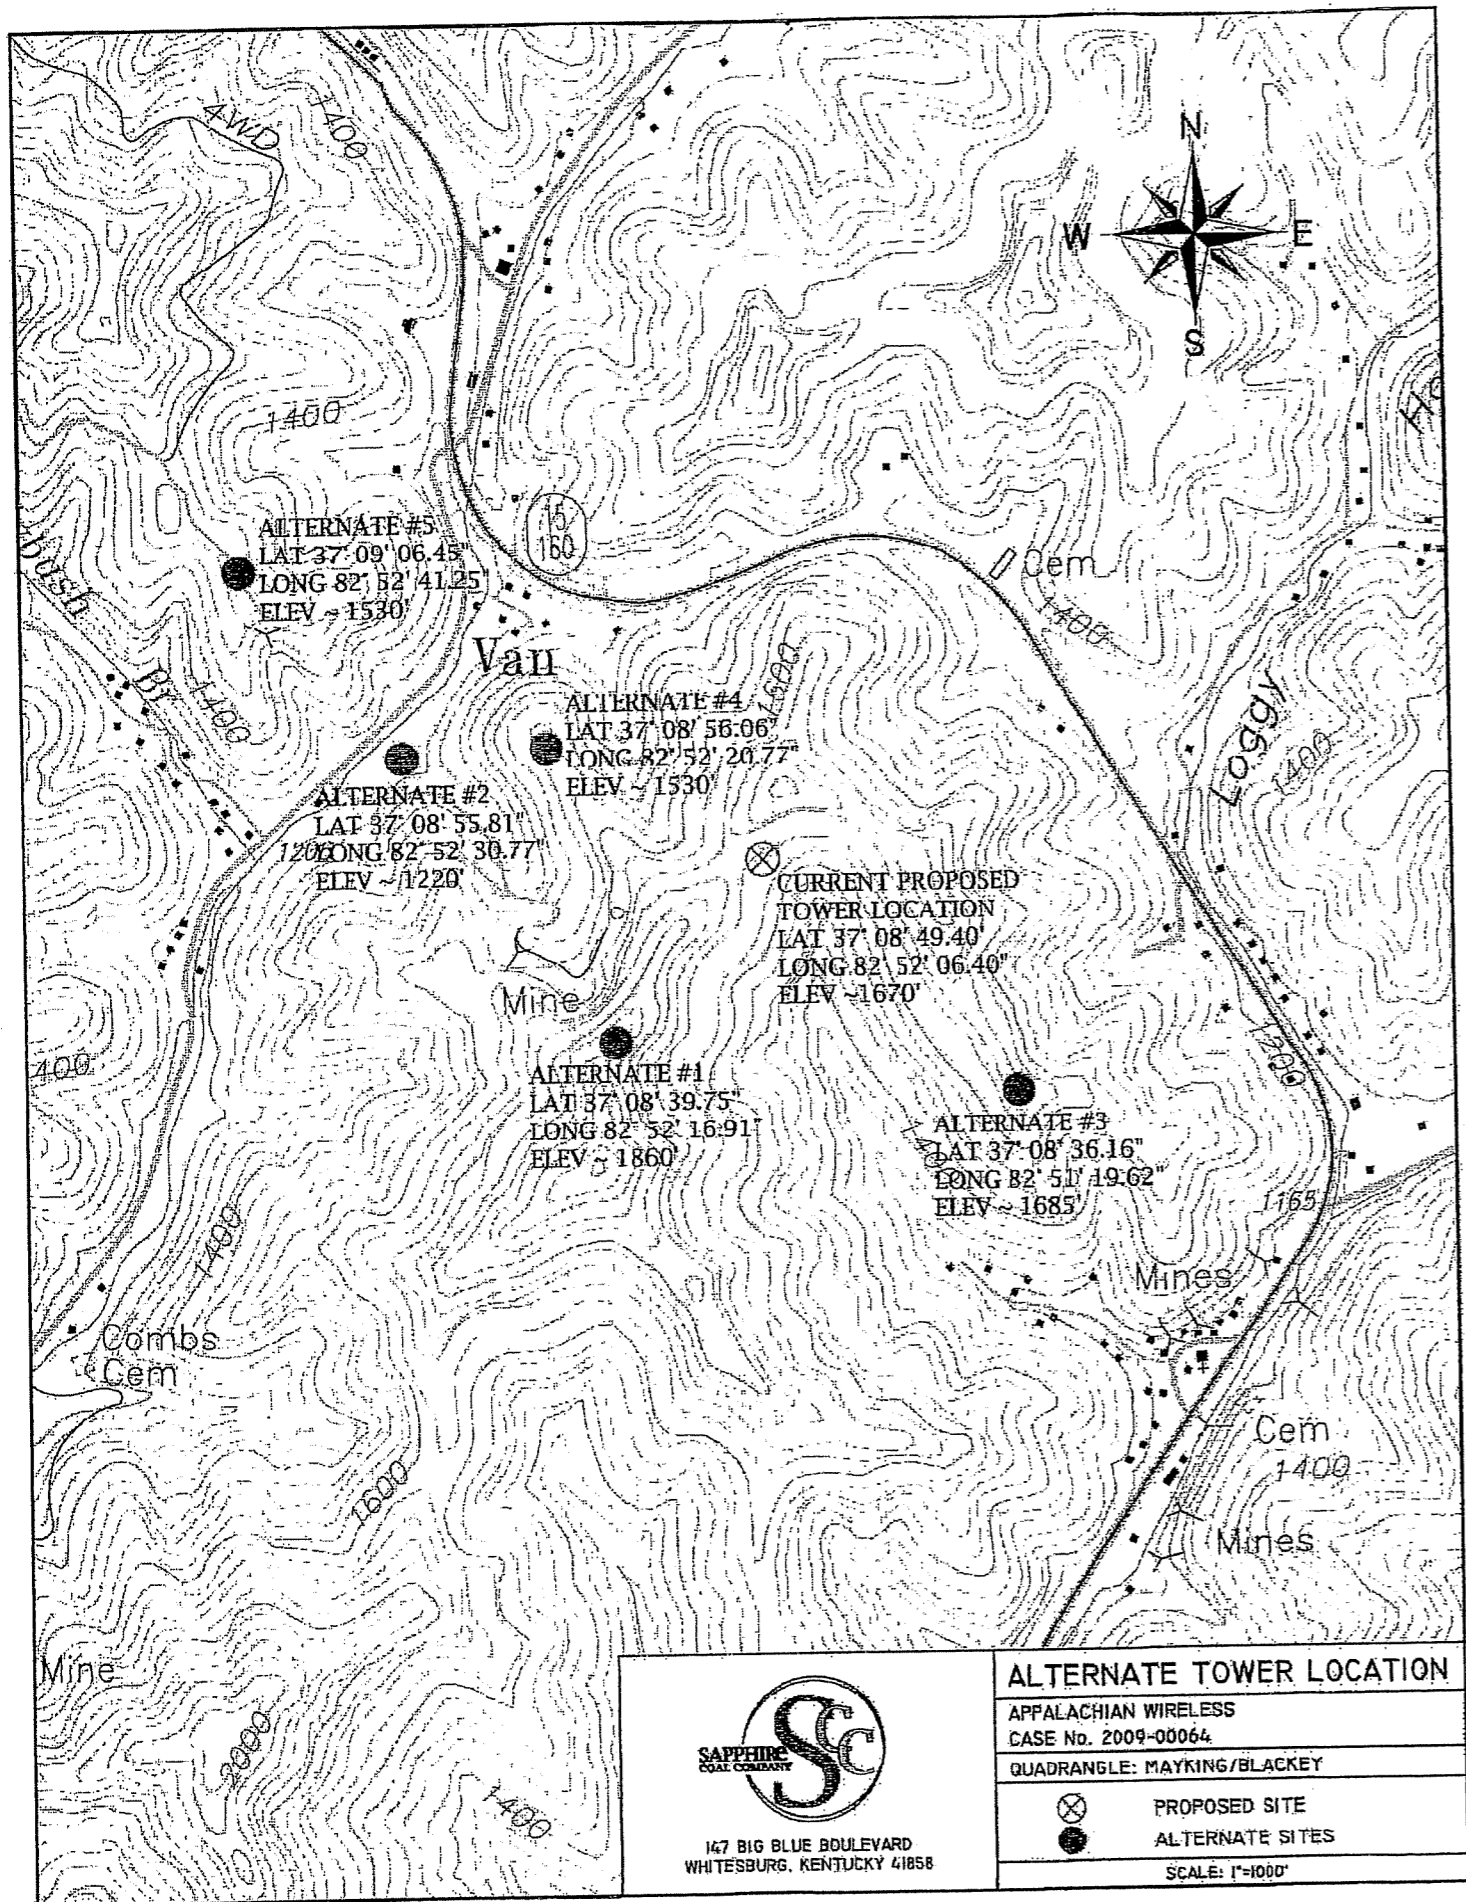 4WD
1400
N
W
E
S
1400
ALTERNATE #5
LAT 37° 09' 06.45"
LONG 82° 52' 41.25"
ELEV ~ 1530'
15
160
Cem
1400
Br
1400
Van
1600
ALTERNATE #4
LAT 37° 08' 56.06"
LONG 82° 52' 20.77"
ELEV ~ 1530'
Loggy
1400
ALTERNATE #2
LAT 37° 08' 55.81"
LONG 82° 52' 30.77"
ELEV ~ 1220'
1200
CURRENT PROPOSED
TOWER LOCATION
LAT 37° 08' 49.40"
LONG 82° 52' 06.40"
ELEV ~1670'
Mine
400
1200
ALTERNATE #1
LAT 37° 08' 39.75"
LONG 82° 52' 16.91"
ELEV ~ 1860'
ALTERNATE #3
LAT 37° 08' 36.16"
LONG 82° 51' 19.62"
ELEV ~ 1685'
1165
1400
Mines
Combs
Cem
Cem
1400
1600
Mines
Mine
2000
1400
SCC
SAPPHIRE
COAL COMPANY
147 BIG BLUE BOULEVARD
WHITESBURG, KENTUCKY 41858
ALTERNATE TOWER LOCATION
APPALACHIAN WIRELESS
CASE No. 2009-00064
QUADRANGLE: MAYKING/BLACKEY
PROPOSED SITE
ALTERNATE SITES
SCALE: 1"=1000'